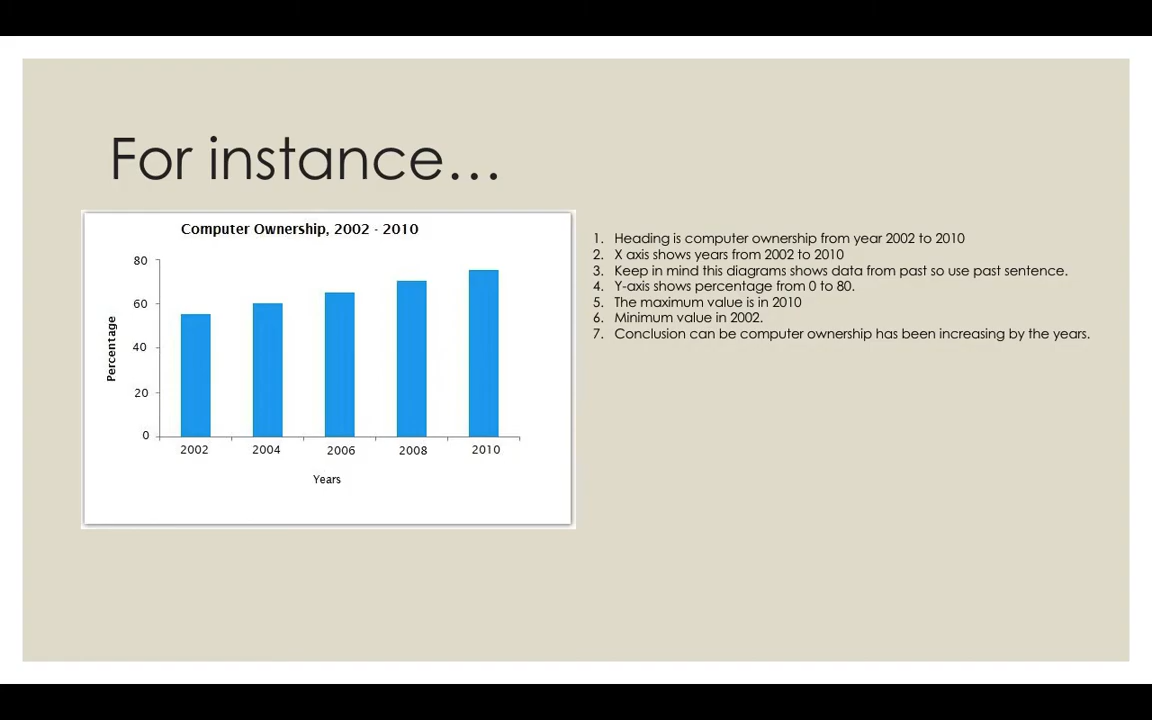 For instance...
Computer Ownership, 2002 - 2010
80
60
40
20
0
Percentage
2002 2004 2006 2008 2010
Years
1. Heading is computer ownership from year 2002 to 2010
2. X axis shows years from 2002 to 2010
3. Keep in mind this diagrams shows data from past so use past sentence.
4. Y-axis shows percentage from 0 to 80.
5. The maximum value is in 2010
6. Minimum value in 2002.
7. Conclusion can be computer ownership has been increasing by the years.